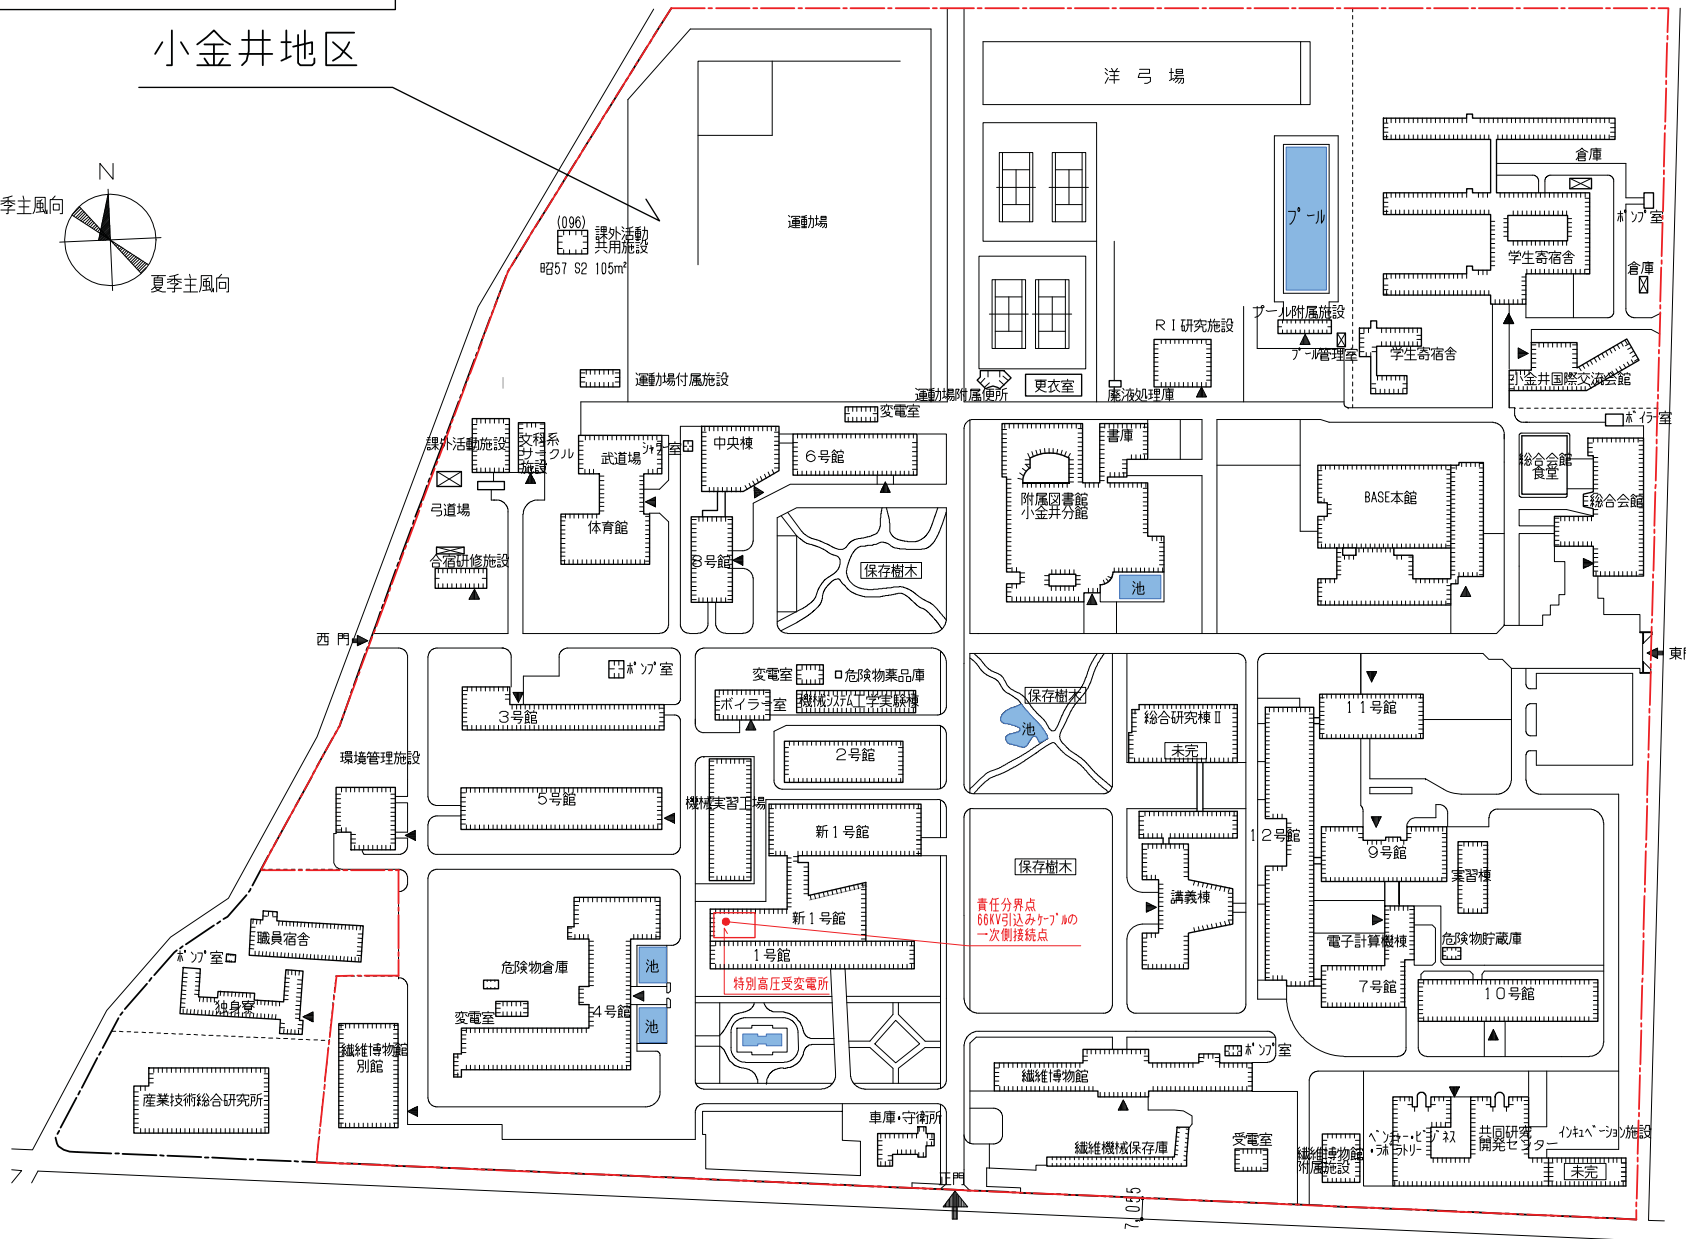 小金井地区
N
季主風向
夏季主風向
(096)
課外活動
共用施設
昭57 S2 105m²
運動場
洋 弓 場
プール
倉庫
ポンプ室
学生寄宿舎
倉庫
プール附属施設
プール管理室
学生寄宿舎
小金井国際交流会館
RI研究施設
廃液処理庫
運動場付属施設
運動場附属便所
更衣室
変電室
ボイラー室
課外活動施設
文科系
サークル
施設
武道場
シャワー室
中央棟
6号館
書庫
附属図書館
小金井分館
BASE本館
総合会館
食堂
総合会館
弓道場
体育館
8号館
保存樹木
池
合宿研修施設
西 門
東門
ポンプ室
変電室
危険物薬品庫
ボイラー室
機械システム工学実験棟
3号館
2号館
保存樹木
池
総合研究棟Ⅱ
未完
11号館
環境管理施設
5号館
機械実習工場
新1号館
12号館
9号館
保存樹木
講義棟
実習棟
責任分界点
66KV引込みケーブルの
一次側接続点
新1号館
1号館
特別高圧受変電所
職員宿舎
ポンプ室
独身寮
危険物倉庫
変電室
4号館
池
池
電子計算機棟
危険物貯蔵庫
7号館
10号館
繊維博物館
別館
産業技術総合研究所
繊維博物館
ポンプ室
車庫・守衛所
繊維機械保存庫
受電室
繊維博物館
附属施設
ベンチャー・ビジネス
・ラボラトリー
共同研究
開発センター
インキュベーション施設
未完
正門
7,055
7